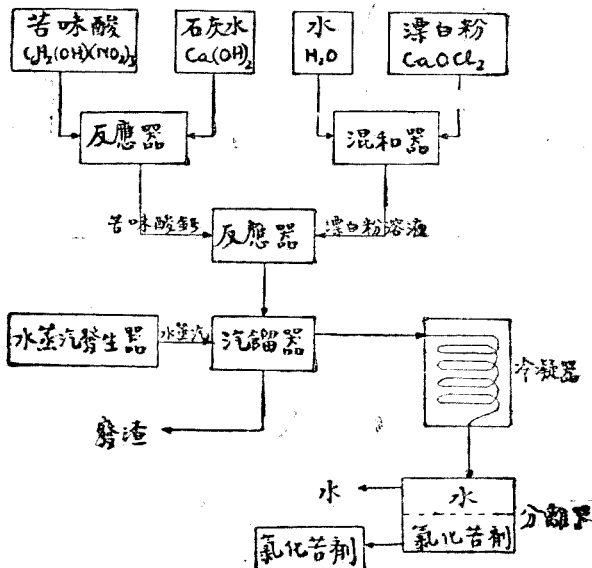 苦味酸
C₆H₂(OH)(NO₂)₃
石灰水
Ca(OH)₂
水
H₂O
漂白粉
CaOCl₂
反應器
混和器
苦味酸鈣
反應器
漂白粉溶液
水蒸汽發生器
水蒸汽
汽餾器
冷凝器
廢渣
水
水
分離器
氯化苦劑
氯化苦劑